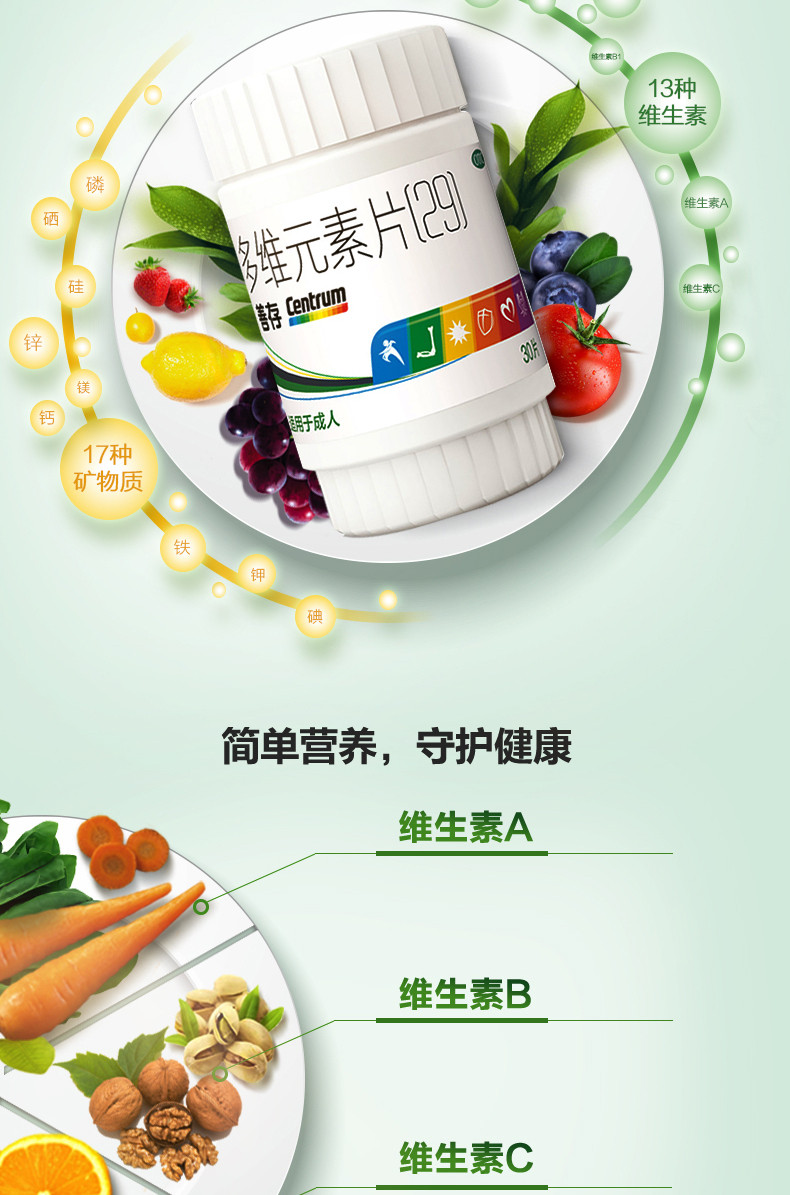 维生素B1
13种
维生素
维生素A
维生素C
磷
硒
硅
锌
镁
钙
17种
矿物质
铁
钾
碘
多维元素片(29)
善存 Centrum
30片
适用于成人
简单营养，守护健康
维生素A
维生素B
维生素C